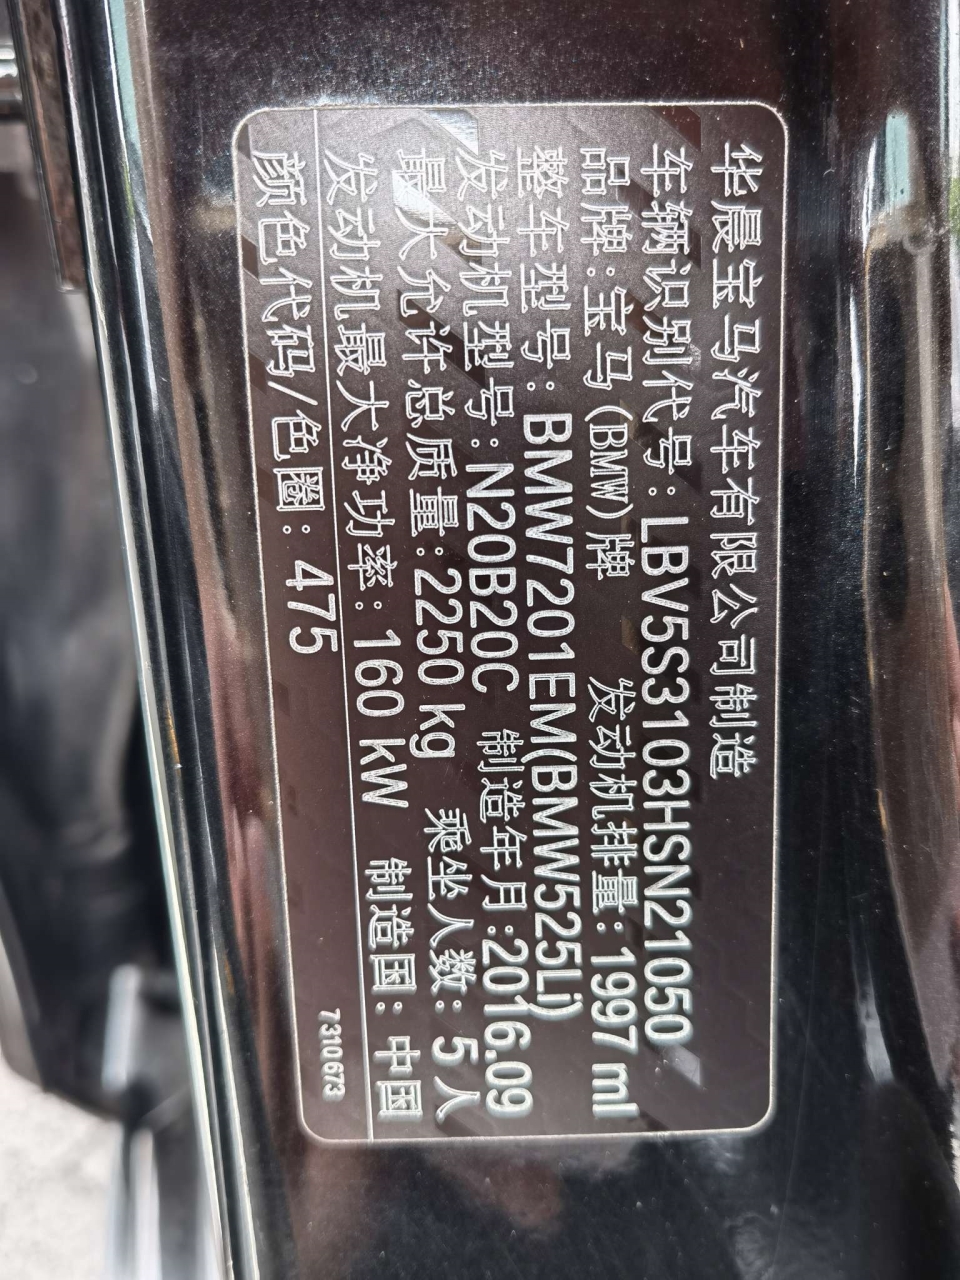 华晨宝马汽车有限公司制造
车辆识别代号:LBV5S3103HSN21050
品牌:宝马(BMW)牌 发动机排量:1997 ml
整车型号:BMW7201EM(BMW525Li)
发动机型号:N20B20C 制造年月:2016.09
最大允许总质量:2250 kg 乘坐人数:5人
发动机最大净功率:160 kW 制造国:中国
颜色代码/色圈:475
7310673